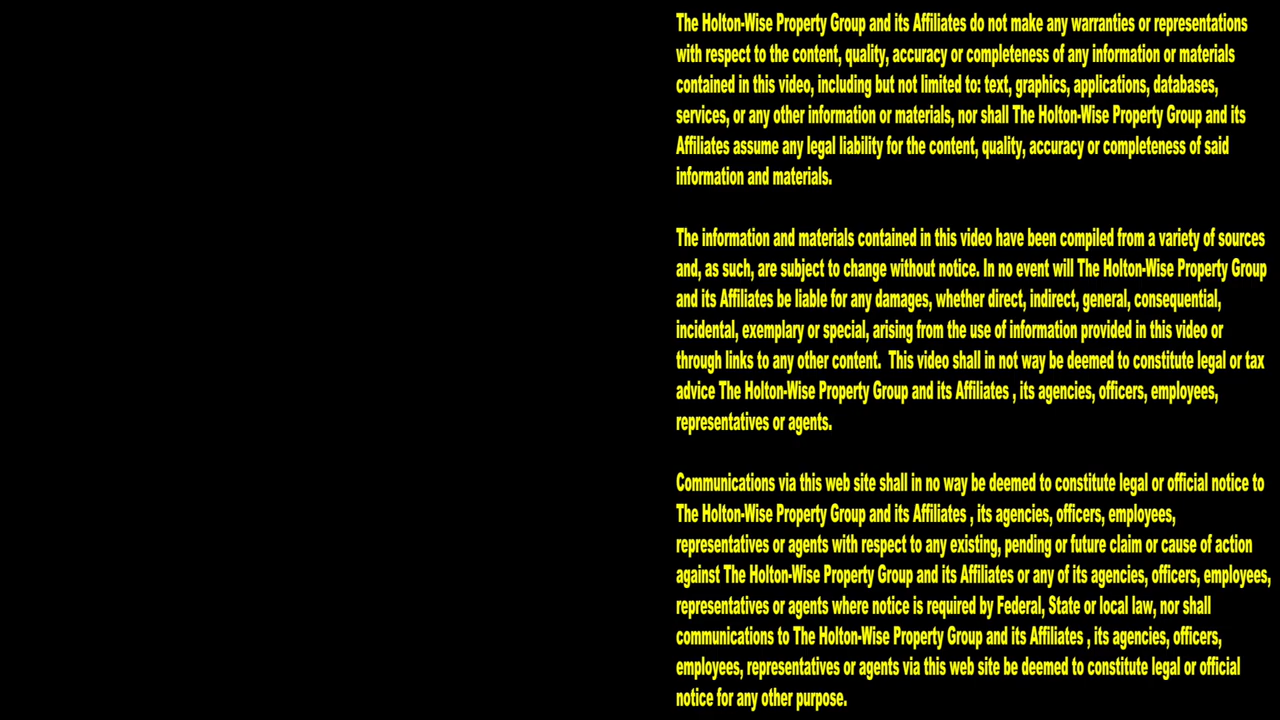 The Holton-Wise Property Group and its Affiliates do not make any warranties or representations
with respect to the content, quality, accuracy or completeness of any information or materials
contained in this video, including but not limited to: text, graphics, applications, databases,
services, or any other information or materials, nor shall The Holton-Wise Property Group and its
Affiliates assume any legal liability for the content, quality, accuracy or completeness of said
information and materials.
The information and materials contained in this video have been compiled from a variety of sources
and, as such, are subject to change without notice. In no event will The Holton-Wise Property Group
and its Affiliates be liable for any damages, whether direct, indirect, general, consequential,
incidental, exemplary or special, arising from the use of information provided in this video or
through links to any other content.  This video shall in not way be deemed to constitute legal or tax
advice The Holton-Wise Property Group and its Affiliates , its agencies, officers, employees,
representatives or agents.
Communications via this web site shall in no way be deemed to constitute legal or official notice to
The Holton-Wise Property Group and its Affiliates , its agencies, officers, employees,
representatives or agents with respect to any existing, pending or future claim or cause of action
against The Holton-Wise Property Group and its Affiliates or any of its agencies, officers, employees,
representatives or agents where notice is required by Federal, State or local law, nor shall
communications to The Holton-Wise Property Group and its Affiliates , its agencies, officers,
employees, representatives or agents via this web site be deemed to constitute legal or official
notice for any other purpose.